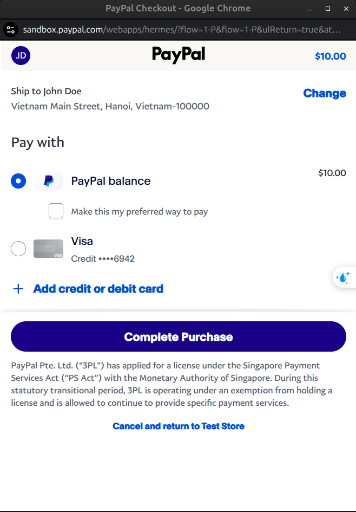 PayPal Checkout - Google Chrome
sandbox.paypal.com/webapps/hermes/?flow=1-P&flow=1-P&ulReturn=true&at...
JD
PayPal
$10.00
Ship to John Doe
Change
Vietnam Main Street, Hanoi, Vietnam-100000
Pay with
PayPal balance
$10.00
Make this my preferred way to pay
VISA
Visa
Credit ••••6942
+ Add credit or debit card
Complete Purchase
PayPal Pte. Ltd. (“3PL”) has applied for a license under the Singapore Payment
Services Act (“PS Act”) with the Monetary Authority of Singapore. During this
statutory transitional period, 3PL is operating under an exemption from holding a
license and is allowed to continue to provide specific payment services.
Cancel and return to Test Store